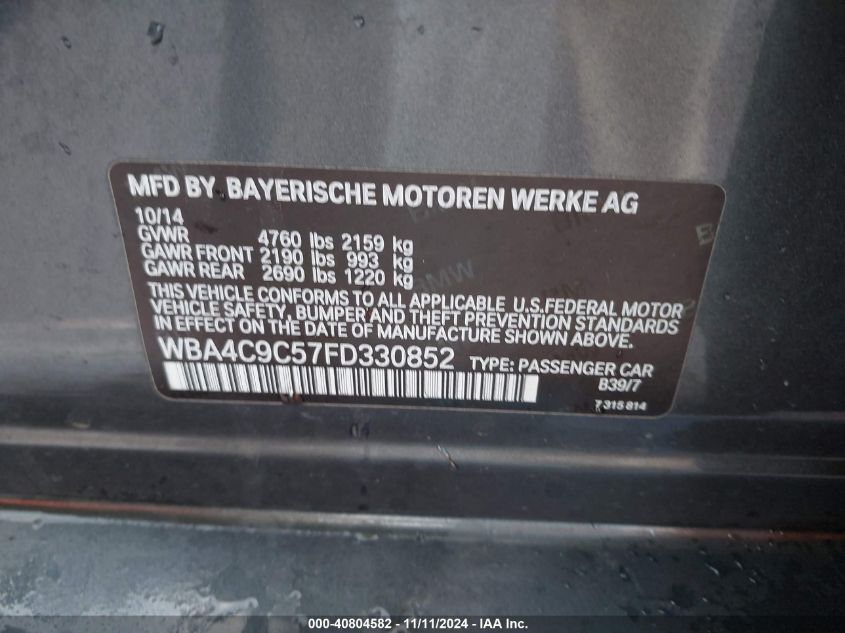 MFD BY. BAYERISCHE MOTOREN WERKE AG
10/14
GVWR 4760 lbs 2159 kg
GAWR FRONT 2190 lbs 993 kg
GAWR REAR 2690 lbs 1220 kg
THIS VEHICLE CONFORMS TO ALL APPLICABLE U.S.FEDERAL MOTOR
VEHICLE SAFETY, BUMPER AND THEFT PREVENTION STANDARDS
IN EFFECT ON THE DATE OF MANUFACTURE SHOWN ABOVE.
WBA4C9C57FD330852 TYPE: PASSENGER CAR
B39/7
7 315 814
000-40804582 - 11/11/2024 - IAA Inc.